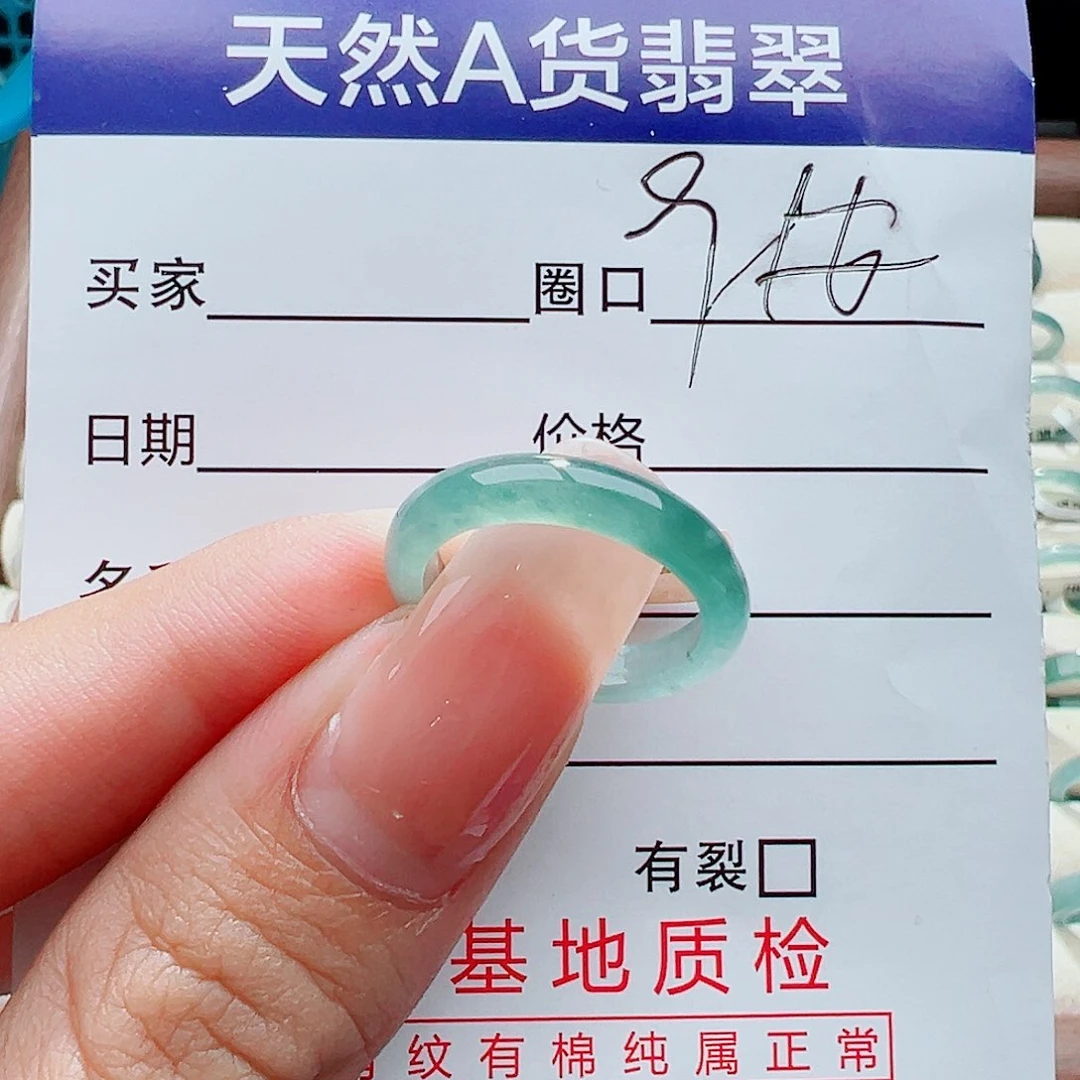 天然A货翡翠
买家 圈口
日期 价格
有裂
基地质检
纹有棉纯属正常